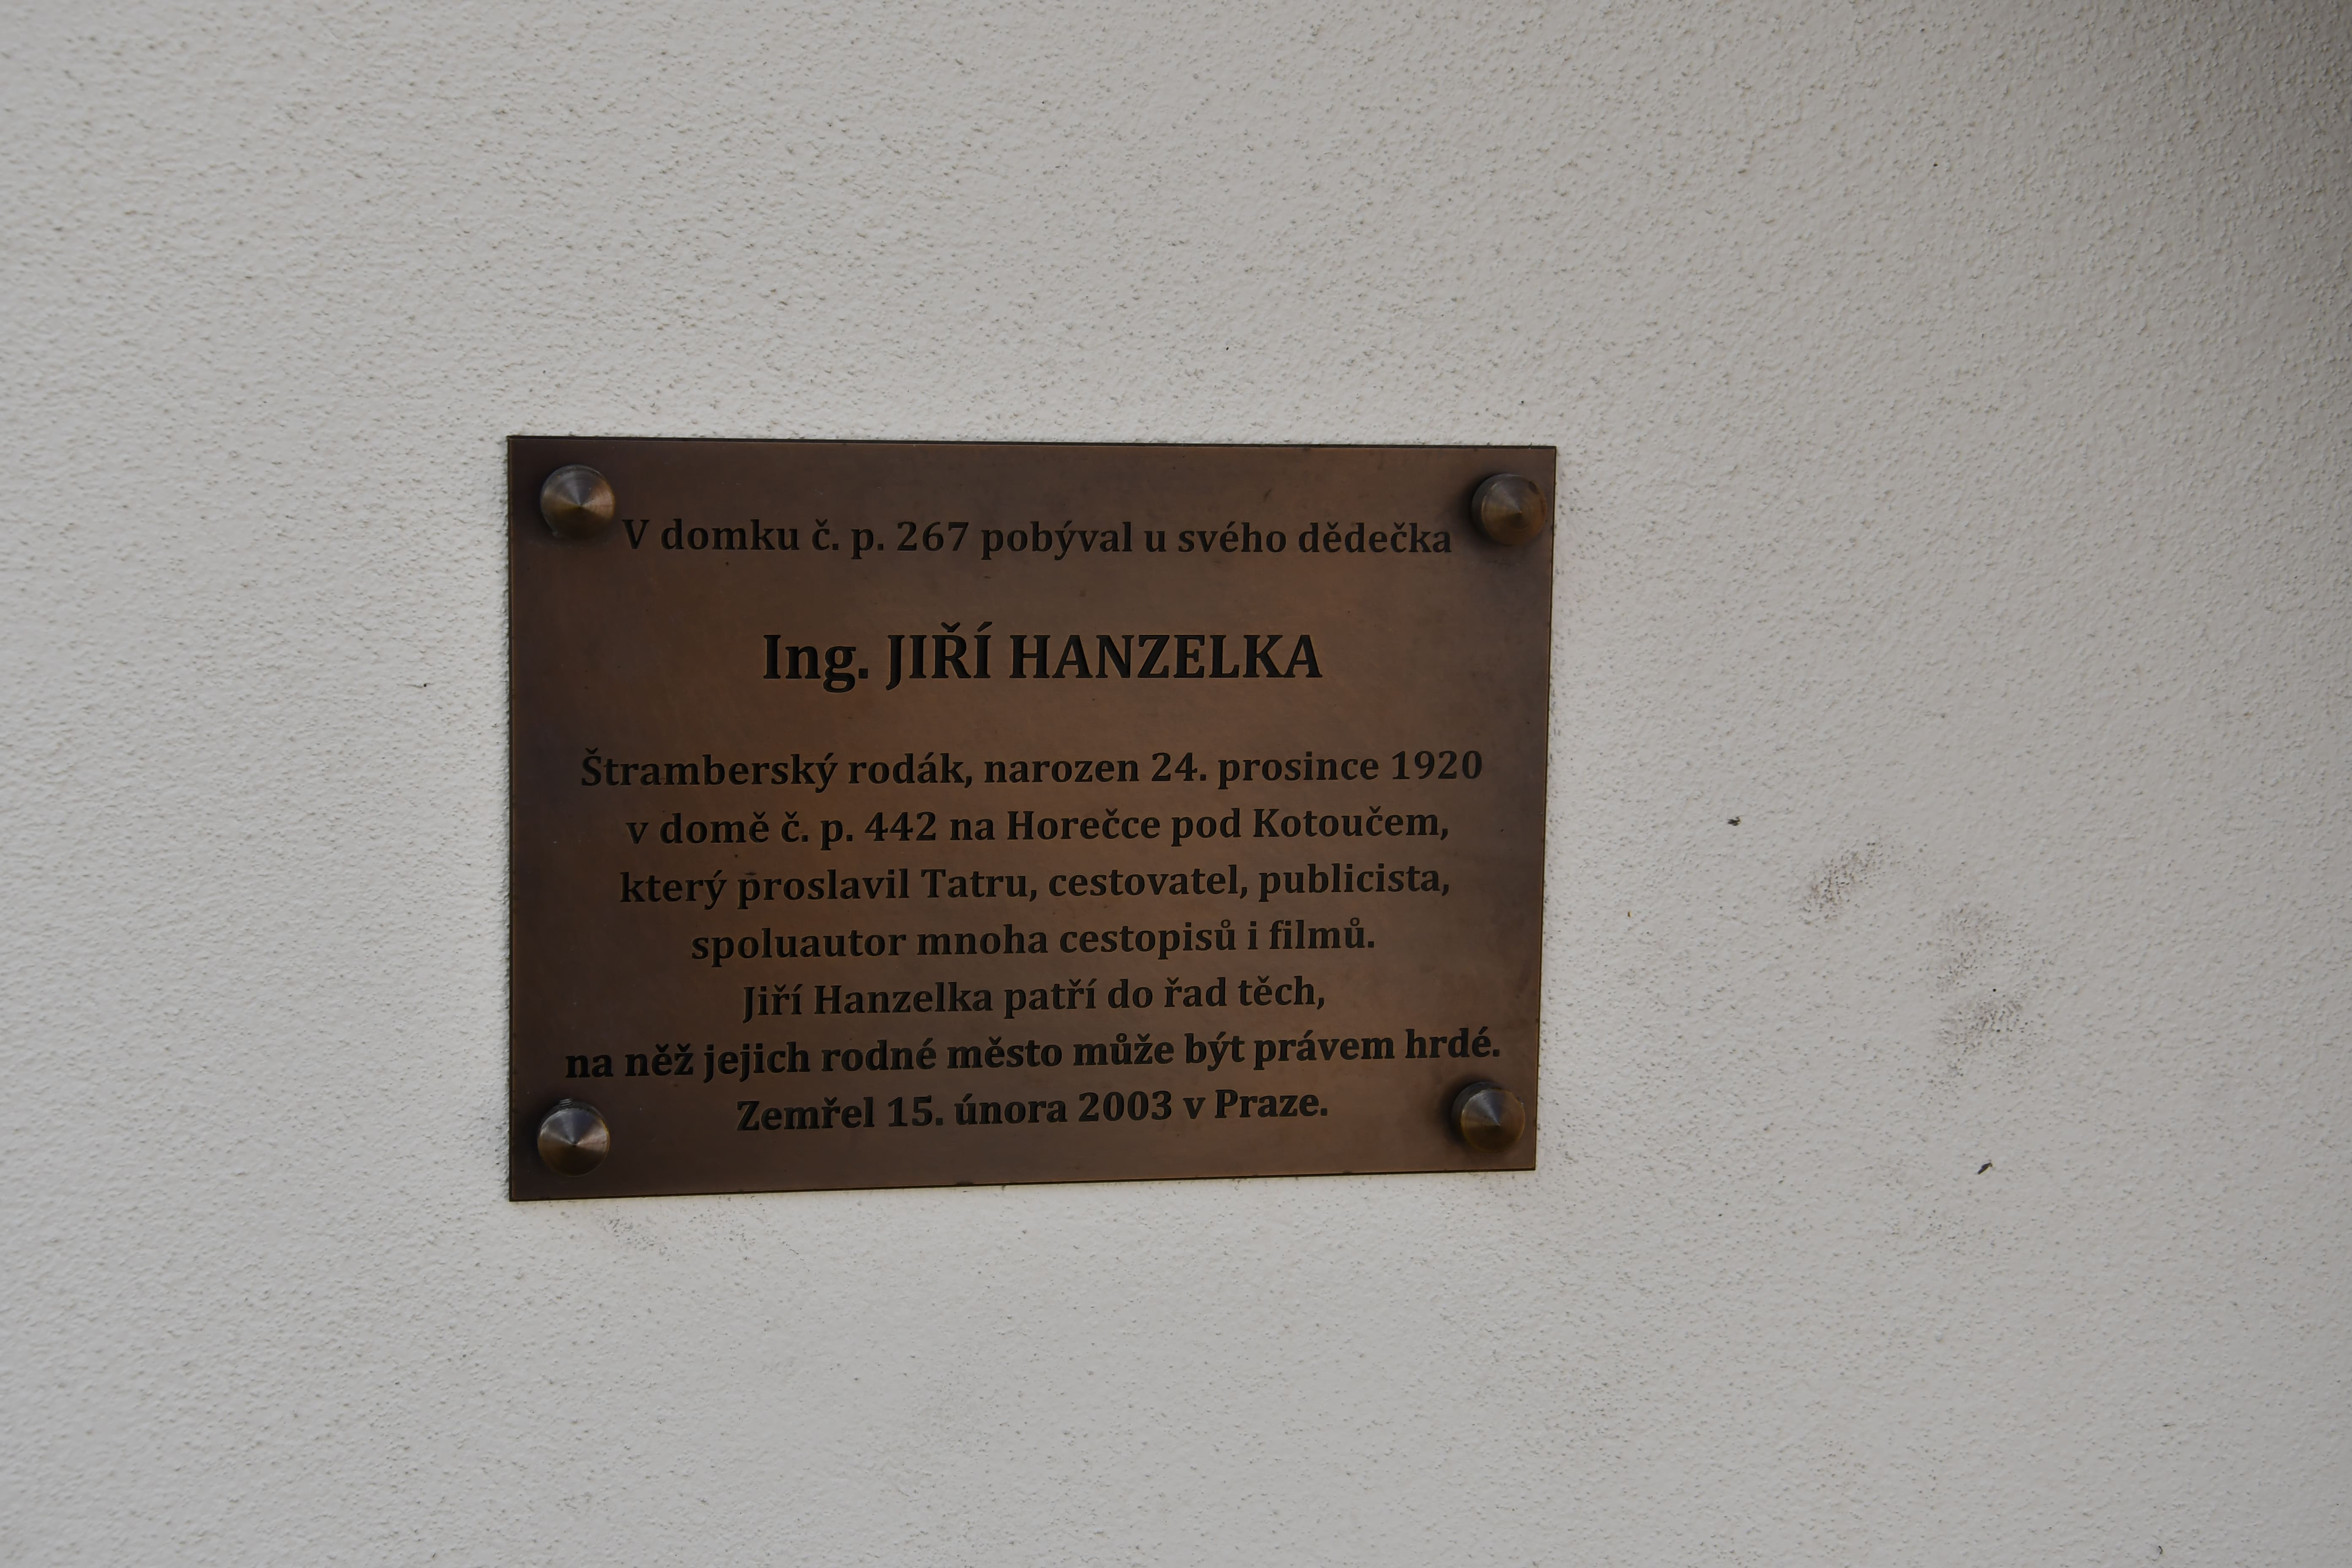 V domku č. p. 267 pobýval u svého dědečka
Ing. JIŘÍ HANZELKA
Štramberský rodák, narozen 24. prosince 1920
v domě č. p. 442 na Horečce pod Kotoučem,
který proslavil Tatru, cestovatel, publicista,
spoluautor mnoha cestopisů i filmů.
Jiří Hanzelka patří do řad těch,
na něž jejich rodné město může být právem hrdé.
Zemřel 15. února 2003 v Praze.